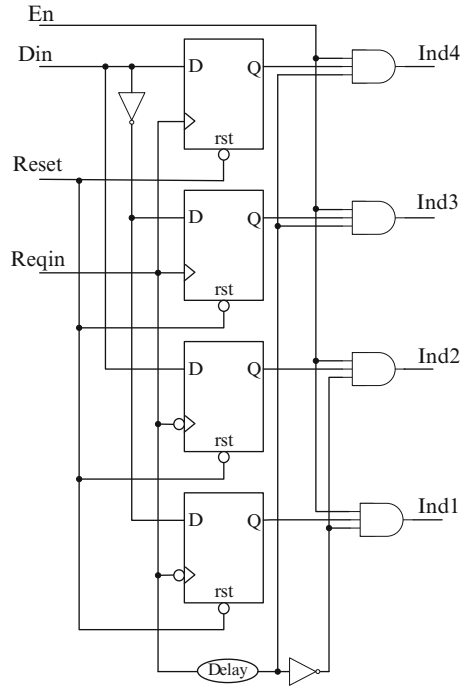 En
Din
D
Q
Ind4
rst
Reset
D
Q
Ind3
Reqin
rst
D
Q
Ind2
rst
D
Q
Ind1
rst
Delay